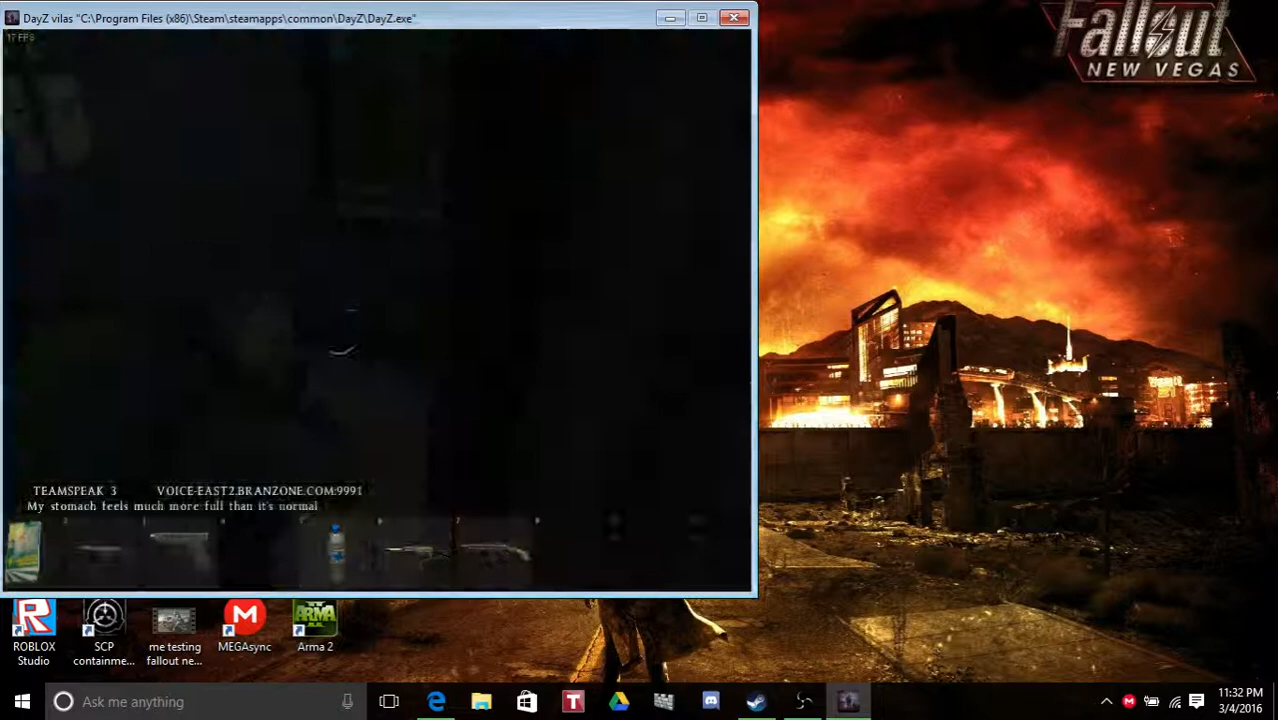 DayZ vilas "C:\Program Files (x86)\Steam\steamapps\common\DayZ\DayZ.exe"
17 FPS
Fallout
NEW VEGAS
TEAMSPEAK 3 VOICE-EAST2.BRANZONE.COM:9991
My stomach feels much more full than it's normal
ROBLOX
Studio
SCP
containme...
me testing
fallout ne...
MEGAsync
Arma 2
Ask me anything
11:32 PM
3/4/2016